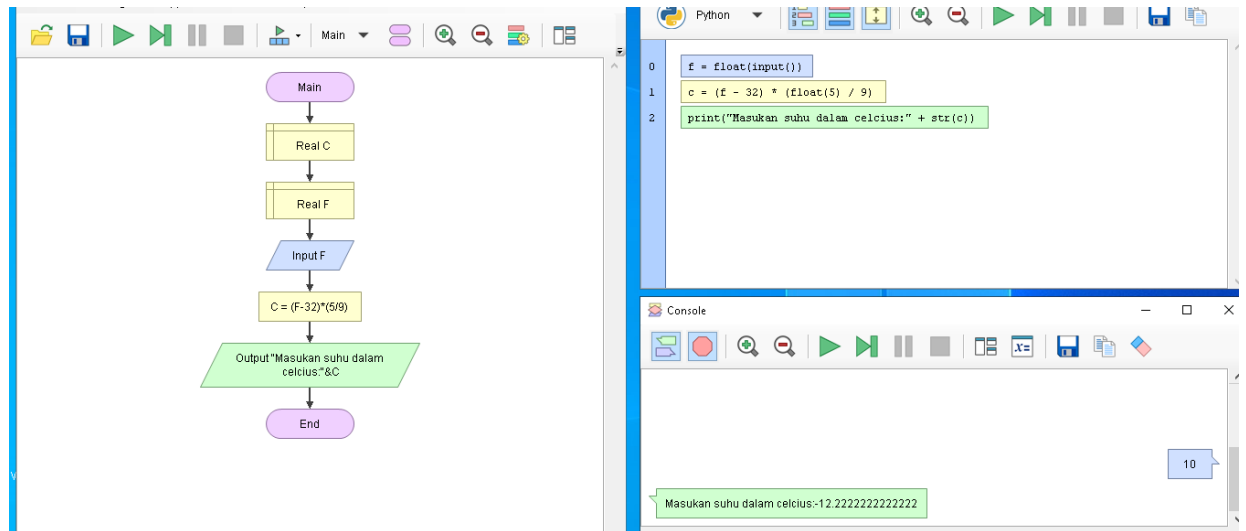 Main
Main
Real C
Real F
Input F
C = (F-32)*(5/9)
Output "Masukan suhu dalam
celcius:"&C
End
Python
0 f = float(input())
1 c = (f - 32) * (float(5) / 9)
2 print("Masukan suhu dalam celcius:" + str(c))
Console
x=
10
Masukan suhu dalam celcius:-12.2222222222222